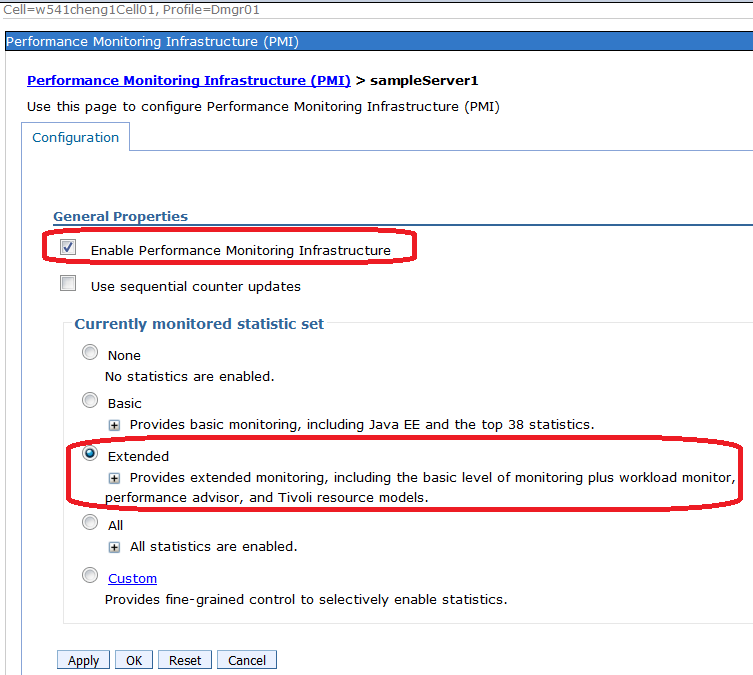 Cell=w541cheng1Cell01, Profile=Dmgr01
Performance Monitoring Infrastructure (PMI)
Performance Monitoring Infrastructure (PMI) > sampleServer1
Use this page to configure Performance Monitoring Infrastructure (PMI)
Configuration
General Properties
Enable Performance Monitoring Infrastructure
Use sequential counter updates
Currently monitored statistic set
None
No statistics are enabled.
Basic
Provides basic monitoring, including Java EE and the top 38 statistics.
Extended
Provides extended monitoring, including the basic level of monitoring plus workload monitor,
performance advisor, and Tivoli resource models.
All
All statistics are enabled.
Custom
Provides fine-grained control to selectively enable statistics.
Apply OK Reset Cancel